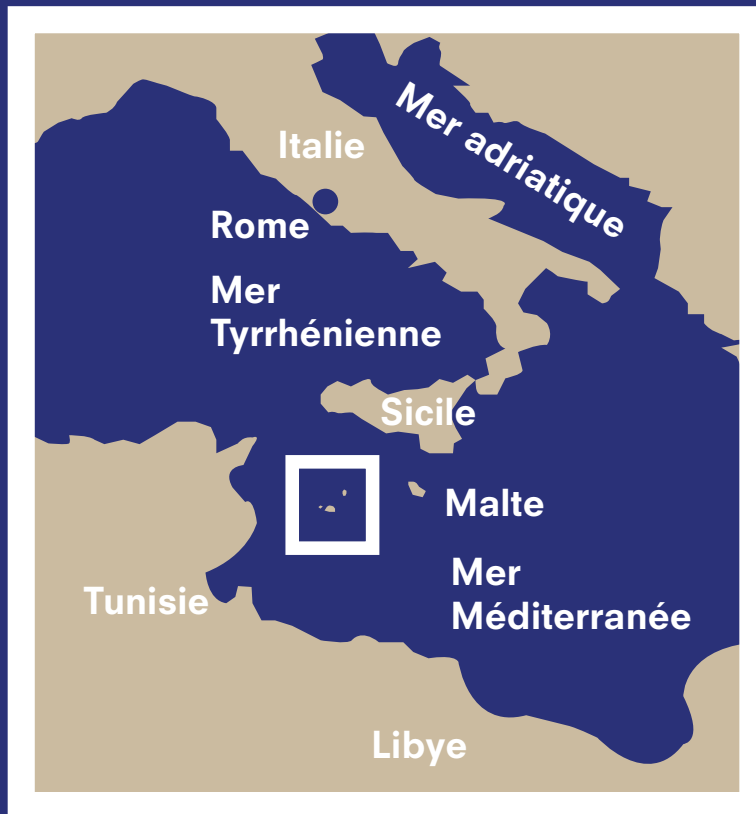 Mer adriatique
Italie
Rome
Mer
Tyrrhénienne
Sicile
Malte
Mer
Méditerranée
Tunisie
Libye